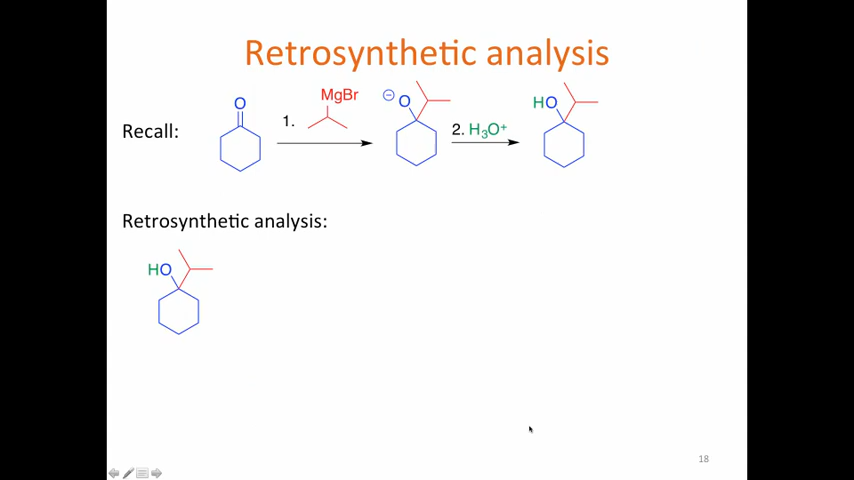 Retrosynthetic analysis
Recall:
O
1.
MgBr
⊖
O
2. H₃O⁺
HO
Retrosynthetic analysis:
HO
18